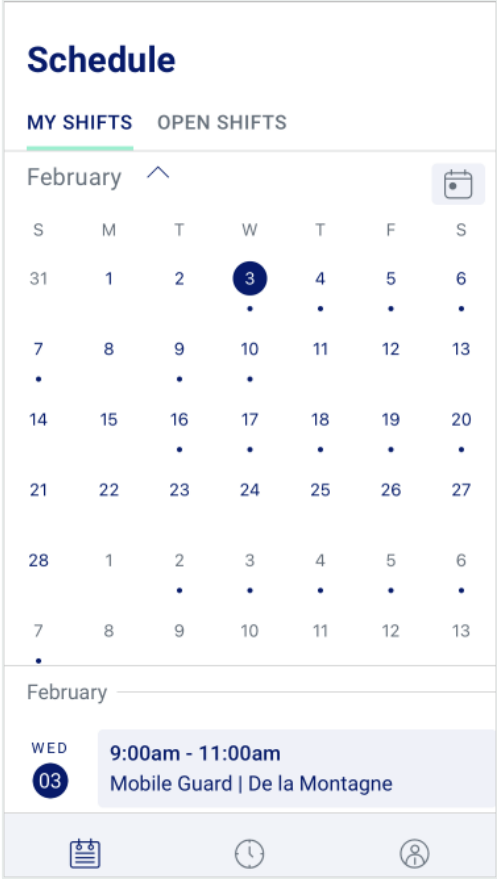 Schedule
MY SHIFTS OPEN SHIFTS
February
S M T W T F S
31 1 2 3 4 5 6
7 8 9 10 11 12 13
14 15 16 17 18 19 20
21 22 23 24 25 26 27
28 1 2 3 4 5 6
7 8 9 10 11 12 13
February
WED
03
9:00am - 11:00am
Mobile Guard | De la Montagne